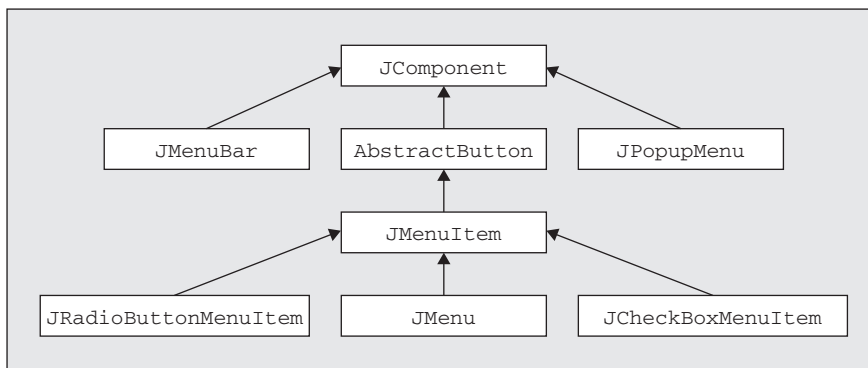 JComponent
JMenuBar
AbstractButton
JPopupMenu
JMenuItem
JRadioButtonMenuItem
JMenu
JCheckBoxMenuItem